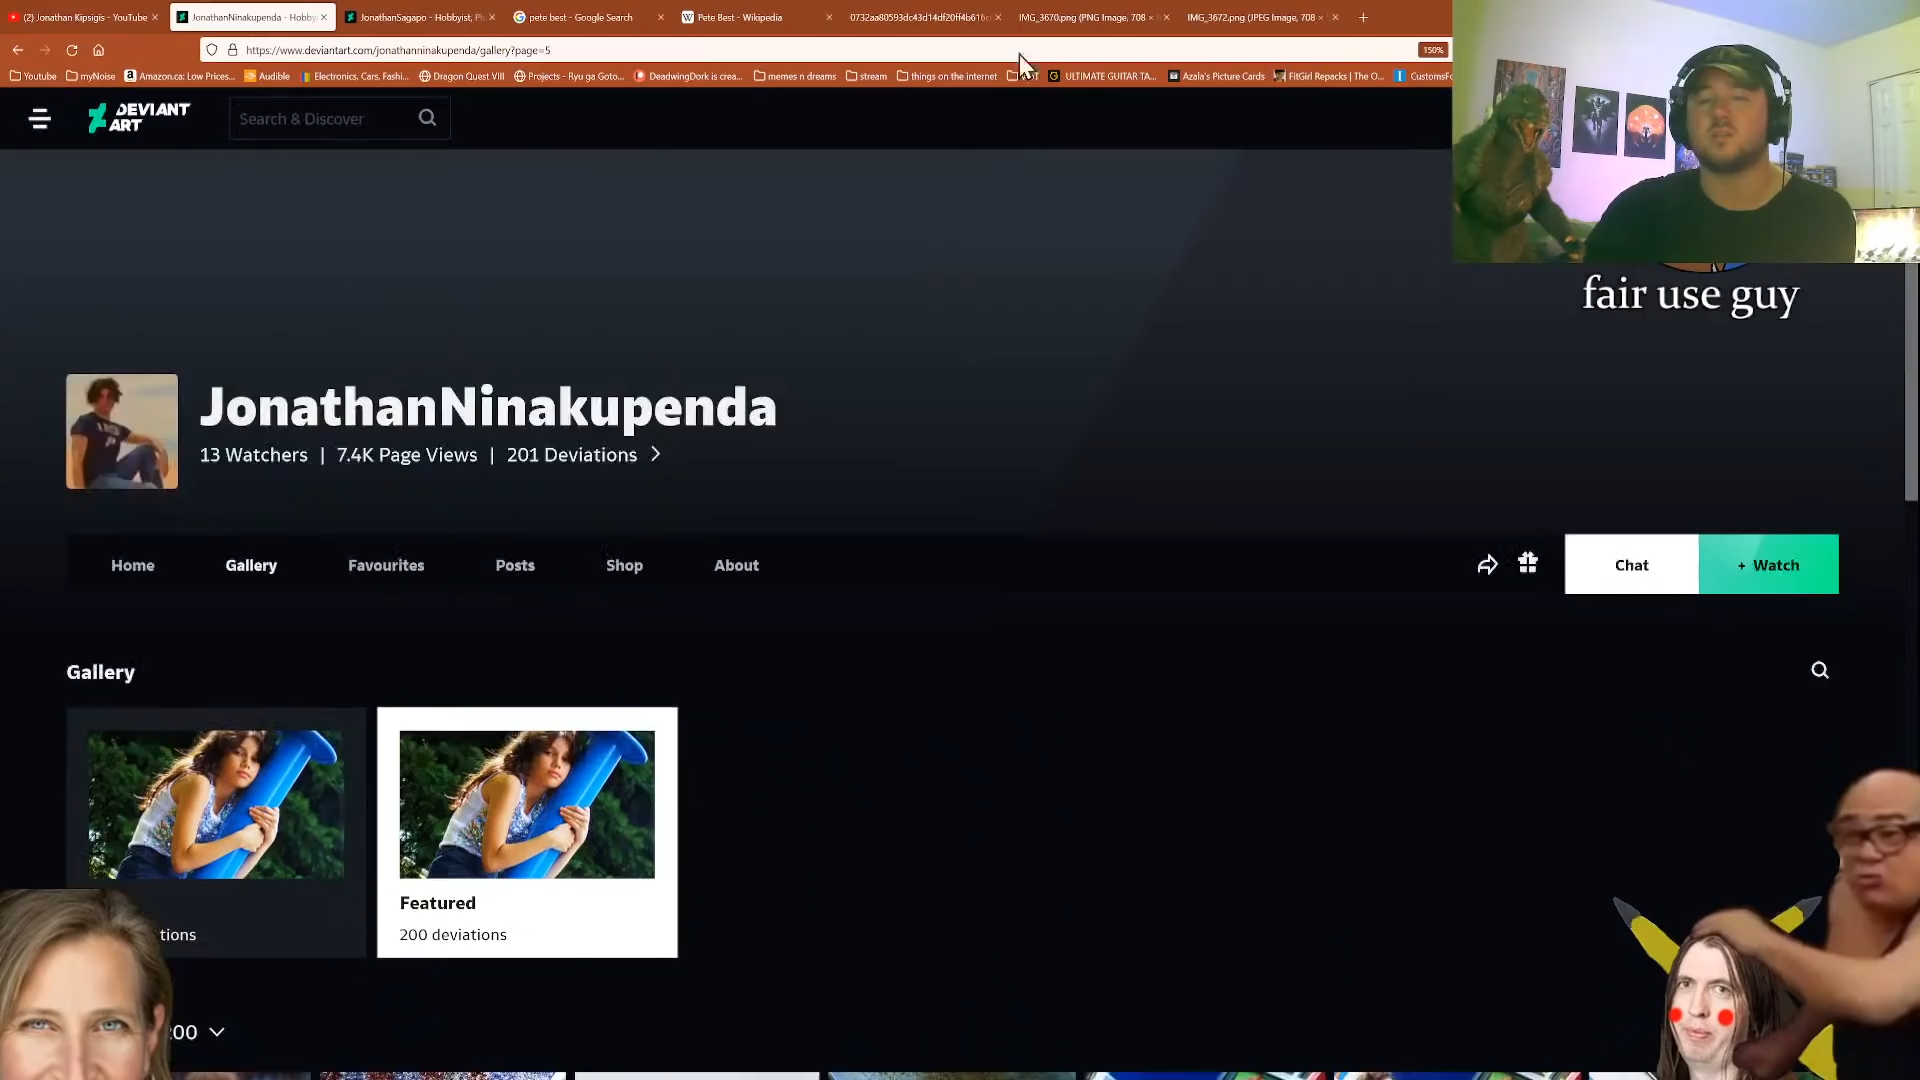 (2) Jonathan Kipsigis - YouTube
JonathanNinakupenda - Hobby
JonathanSagapo - Hobbyist, Ph
pete best - Google Search
Pete Best - Wikipedia
0732aa80593dc43d14df20ff4b616c
IMG_3670.png (PNG Image, 708 ×
IMG_3672.png (JPEG Image, 708 ×
https://www.deviantart.com/jonathanninakupenda/gallery?page=5
150%
Youtube
myNoise
Amazon.ca: Low Prices...
Audible
Electronics, Cars, Fashi...
Dragon Quest VIII
Projects - Ryu ga Goto...
DeadwingDork is crea...
memes n dreams
stream
things on the internet
ULTIMATE GUITAR TA...
Azala's Picture Cards
FitGirl Repacks | The O...
CustomsFo
DEVIANT
ART
Search & Discover
fair use guy
JonathanNinakupenda
13 Watchers | 7.4K Page Views | 201 Deviations
Home
Gallery
Favourites
Posts
Shop
About
Chat
+ Watch
Gallery
Featured
tions
200 deviations
200